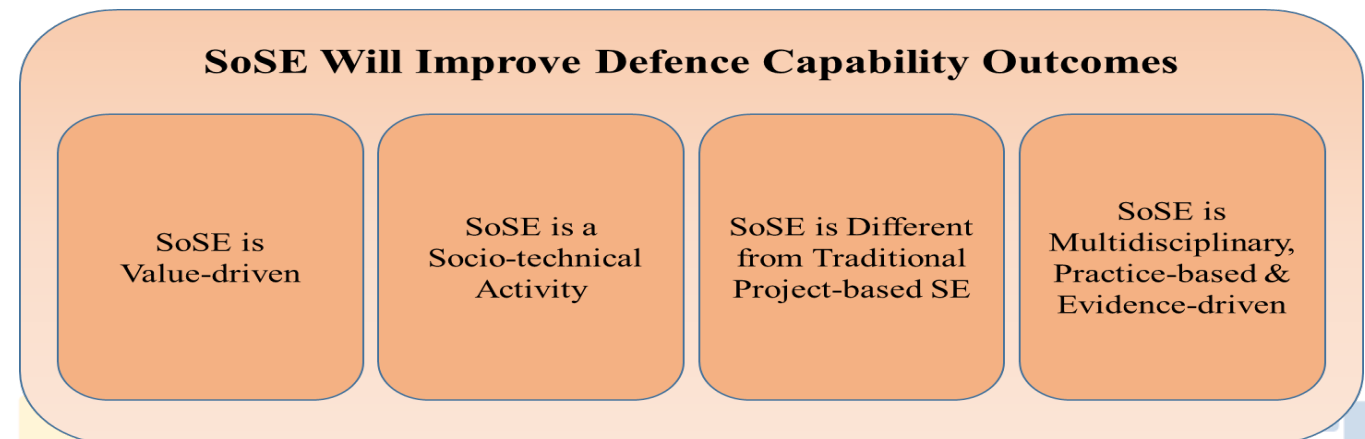 SoSE Will Improve Defence Capability Outcomes
SoSE is
Value-driven
SoSE is a
Socio-technical
Activity
SoSE is Different
from Traditional
Project-based SE
SoSE is
Multidisciplinary,
Practice-based &
Evidence-driven